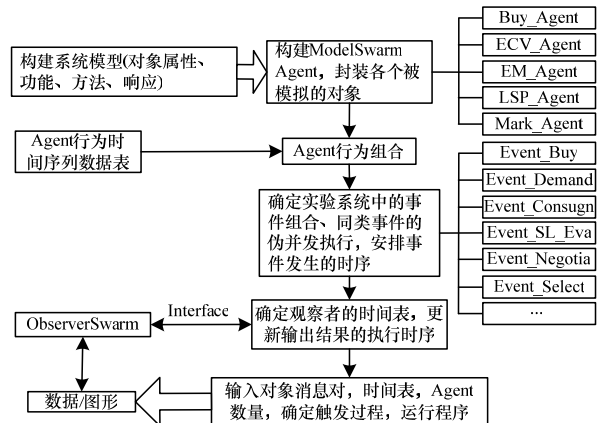 构建系统模型(对象属性、
功能、方法、响应)
构建ModelSwarm
Agent，封装各个被
模拟的对象
Buy_Agent
ECV_Agent
EM_Agent
LSP_Agent
Mark_Agent
Agent行为时
间序列数据表
Agent行为组合
Event_Buy
Event_Demand
Event_Consugn
Event_SL_Eva
Event_Negotia
Event_Select
…
确定实验系统中的事
件组合、同类事件的
伪并发执行，安排事
件发生的时序
ObserverSwarm
Interface
确定观察者的时间表，更
新输出结果的执行时序
数据/图形
输入对象消息对，时间表，Agent
数量，确定触发过程，运行程序